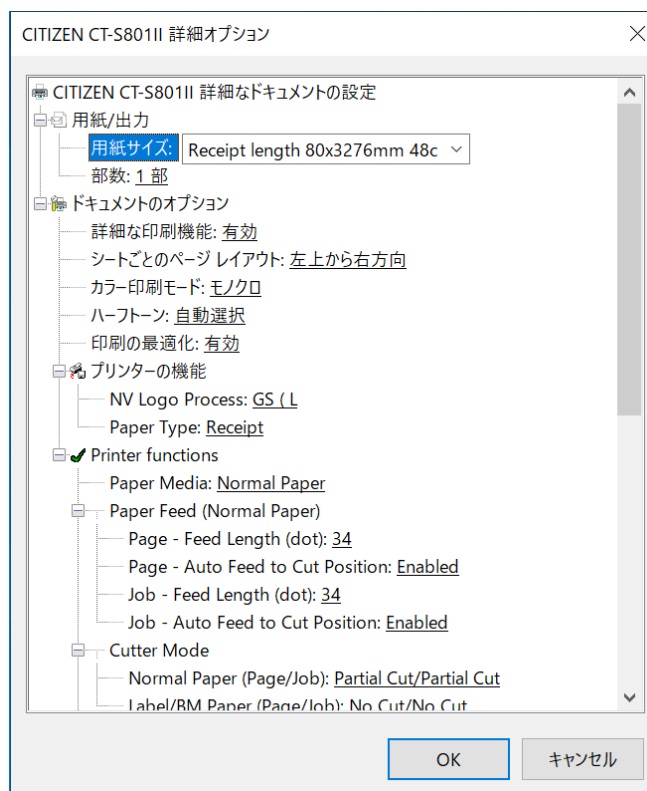 CITIZEN CT-S801II 詳細オプション
CITIZEN CT-S801II 詳細なドキュメントの設定
用紙/出力
用紙サイズ: Receipt length 80x3276mm 48c
部数: 1 部
ドキュメントのオプション
詳細な印刷機能: 有効
シートごとのページ レイアウト: 左上から右方向
カラー印刷モード: モノクロ
ハーフトーン: 自動選択
印刷の最適化: 有効
プリンターの機能
NV Logo Process: GS ( L
Paper Type: Receipt
Printer functions
Paper Media: Normal Paper
Paper Feed (Normal Paper)
Page - Feed Length (dot): 34
Page - Auto Feed to Cut Position: Enabled
Job - Feed Length (dot): 34
Job - Auto Feed to Cut Position: Enabled
Cutter Mode
Normal Paper (Page/Job): Partial Cut/Partial Cut
Label/BM Paper (Page/Job): No Cut/No Cut
OK
キャンセル